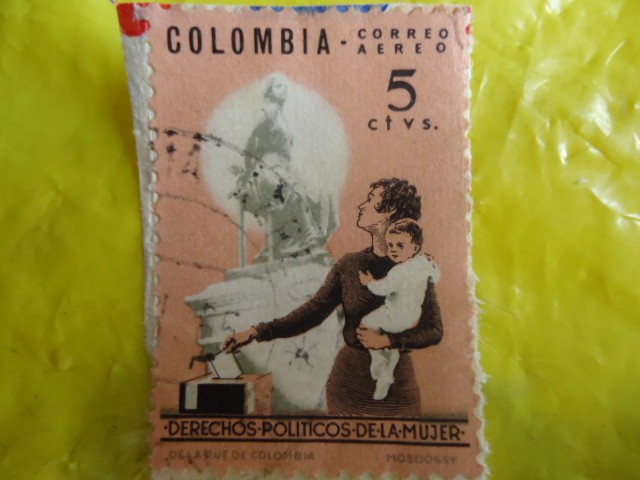 COLOMBIA - CORREO AEREO
5
ctvs.
·DERECHOS·POLITICOS·DE·LA·MUJER·
DE LA RUE DE COLOMBIA MOSDOSSY